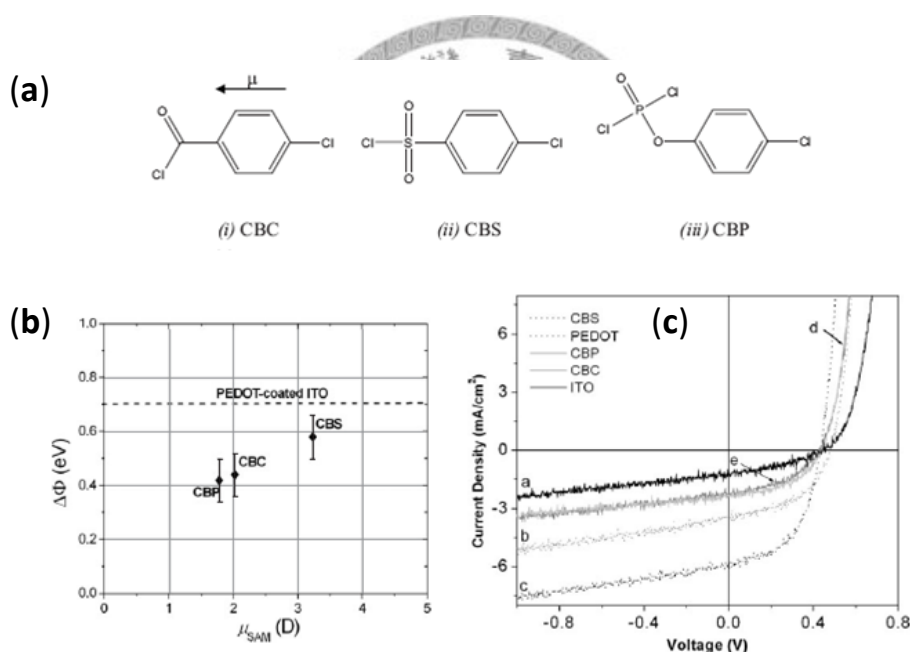 (a)
μ
O
Cl
Cl
(i) CBC
O
Cl
S
O
Cl
(ii) CBS
O
P
Cl
Cl
O
Cl
(iii) CBP
(b)
ΔΦ (eV)
1.0
0.8
0.6
0.4
0.2
0.0
PEDOT-coated ITO
CBS
CBC
CBP
0 1 2 3 4 5
μSAM (D)
(c)
CBS
PEDOT
CBP
CBC
ITO
d
e
a
b
c
Current Density (mA/cm²)
6
3
0
-3
-6
-0.8 -0.4 0.0 0.4 0.8
Voltage (V)